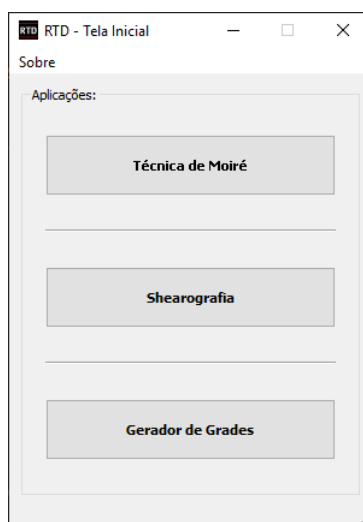 RTD RTD - Tela Inicial
Sobre
Aplicações:
Técnica de Moiré
Shearografia
Gerador de Grades